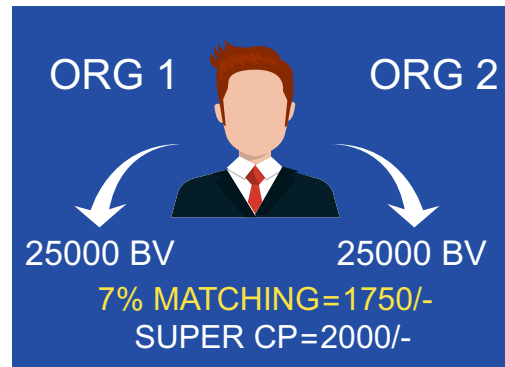 ORG 1
ORG 2
25000 BV
25000 BV
7% MATCHING=1750/-
SUPER CP=2000/-